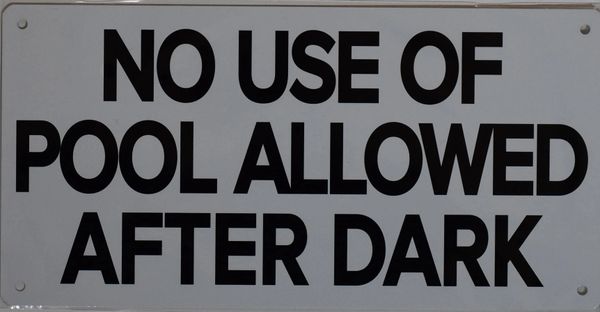 NO USE OF
POOL ALLOWED
AFTER DARK